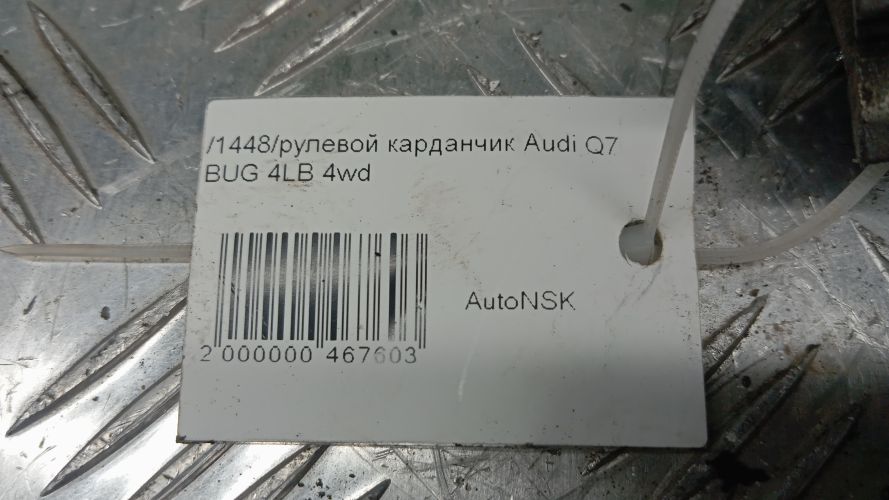 /1448/рулевой карданчик Audi Q7
BUG 4LB 4wd
AutoNSK
2 000000 467603